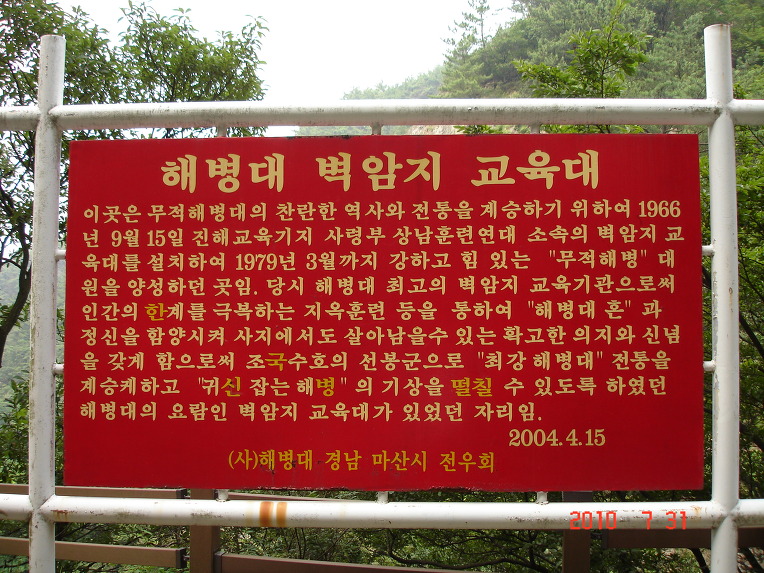 해병대 벽암지 교육대
이곳은 무적해병대의 찬란한 역사와 전통을 계승하기 위하여 1966
년 9월 15일 진해교육기지 사령부 상남훈련연대 소속의 벽암지 교
육대를 설치하여 1979년 3월까지 강하고 힘 있는 "무적해병" 대
원을 양성하던 곳임. 당시 해병대 최고의 벽암지 교육기관으로써
인간의 한계를 극복하는 지옥훈련 등을 통하여 "해병대 혼" 과
정신을 함양시켜 사지에서도 살아남을수 있는 확고한 의지와 신념
을 갖게 함으로써 조국수호의 선봉군으로 "최강 해병대" 전통을
계승케하고 "귀신 잡는 해병" 의 기상을 떨칠 수 있도록 하였던
해병대의 요람인 벽암지 교육대가 있었던 자리임.
2004.4.15
(사)해병대 경남 마산시 전우회
2010 7 31